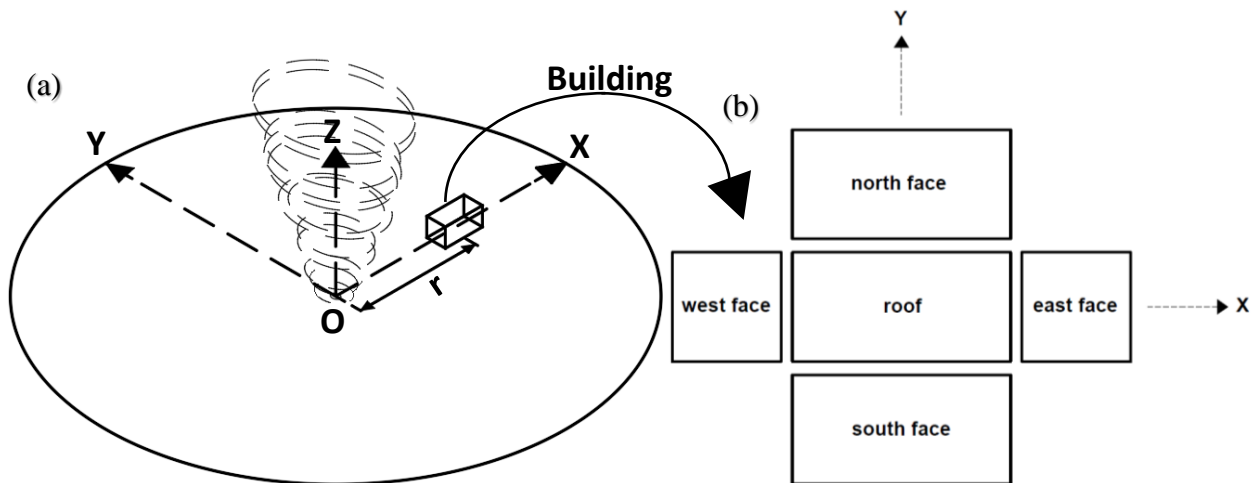 (a)
Y
Z
X
O
r
Building
(b)
Y
north face
west face
roof
east face
X
south face